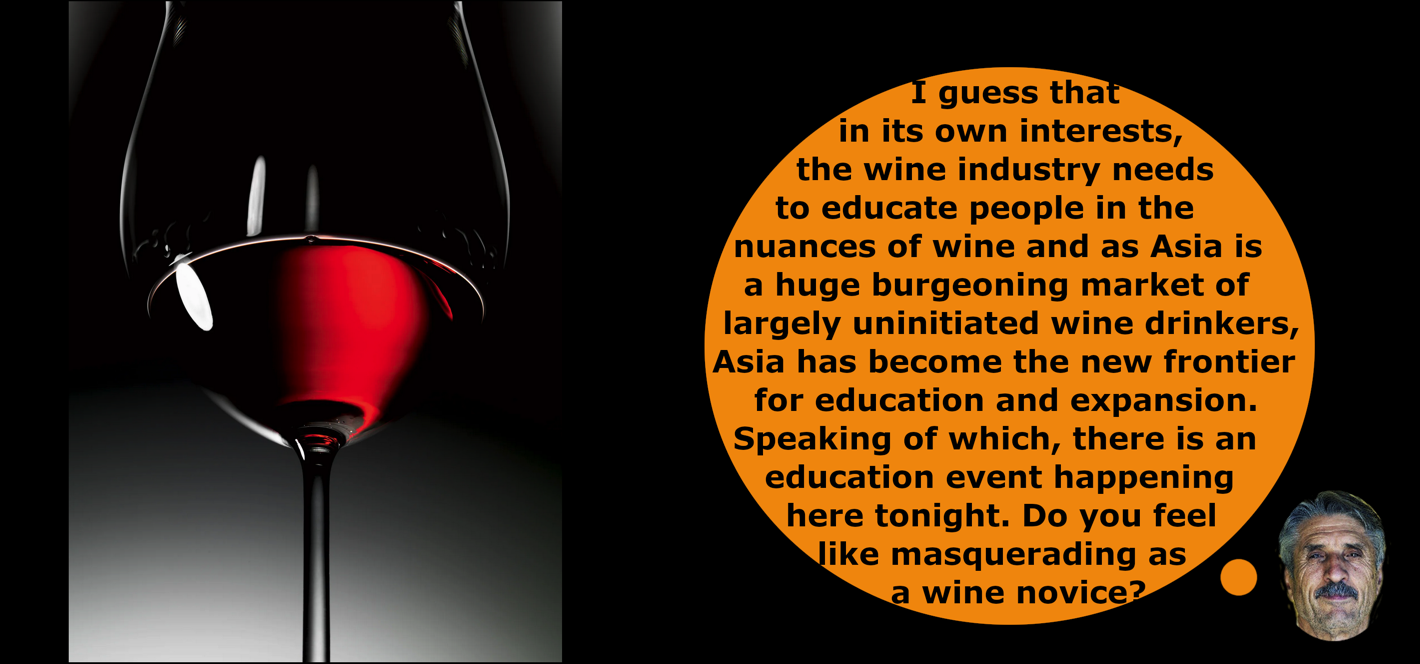 I guess that
in its own interests,
the wine industry needs
to educate people in the
nuances of wine and as Asia is
a huge burgeoning market of
largely uninitiated wine drinkers,
Asia has become the new frontier
for education and expansion.
Speaking of which, there is an
education event happening
here tonight. Do you feel
like masquerading as
a wine novice?